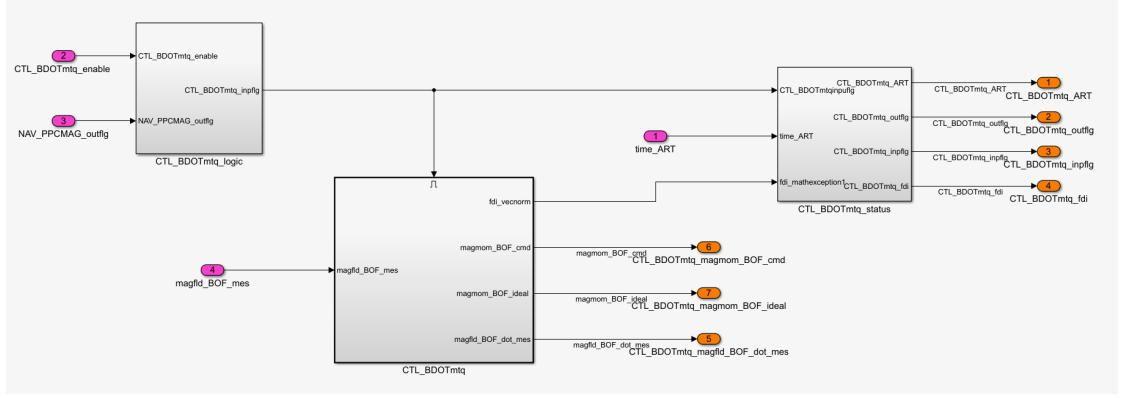 2
CTL_BDOTmtq_enable
3
NAV_PPCMAG_outflg
CTL_BDOTmtq_enable
CTL_BDOTmtq_inpflg
NAV_PPCMAG_outflg
CTL_BDOTmtq_logic
1
time_ART
CTL_BDOTmtqinpuflg
time_ART
fdi_mathexception1
CTL_BDOTmtq_ART
CTL_BDOTmtq_outflg
CTL_BDOTmtq_inpflg
CTL_BDOTmtq_fdi
CTL_BDOTmtq_status
CTL_BDOTmtq_ART
1
CTL_BDOTmtq_ART
CTL_BDOTmtq_outflg
2
CTL_BDOTmtq_outflg
CTL_BDOTmtq_inpflg
3
CTL_BDOTmtq_inpflg
CTL_BDOTmtq_fdi
4
CTL_BDOTmtq_fdi
4
magfld_BOF_mes
magfld_BOF_mes
fdi_vecnorm
magmom_BOF_cmd
magmom_BOF_ideal
magfld_BOF_dot_mes
CTL_BDOTmtq
magmom_BOF_cmd
6
CTL_BDOTmtq_magmom_BOF_cmd
magmom_BOF_ideal
7
CTL_BDOTmtq_magmom_BOF_ideal
magfld_BOF_dot_mes
5
CTL_BDOTmtq_magfld_BOF_dot_mes